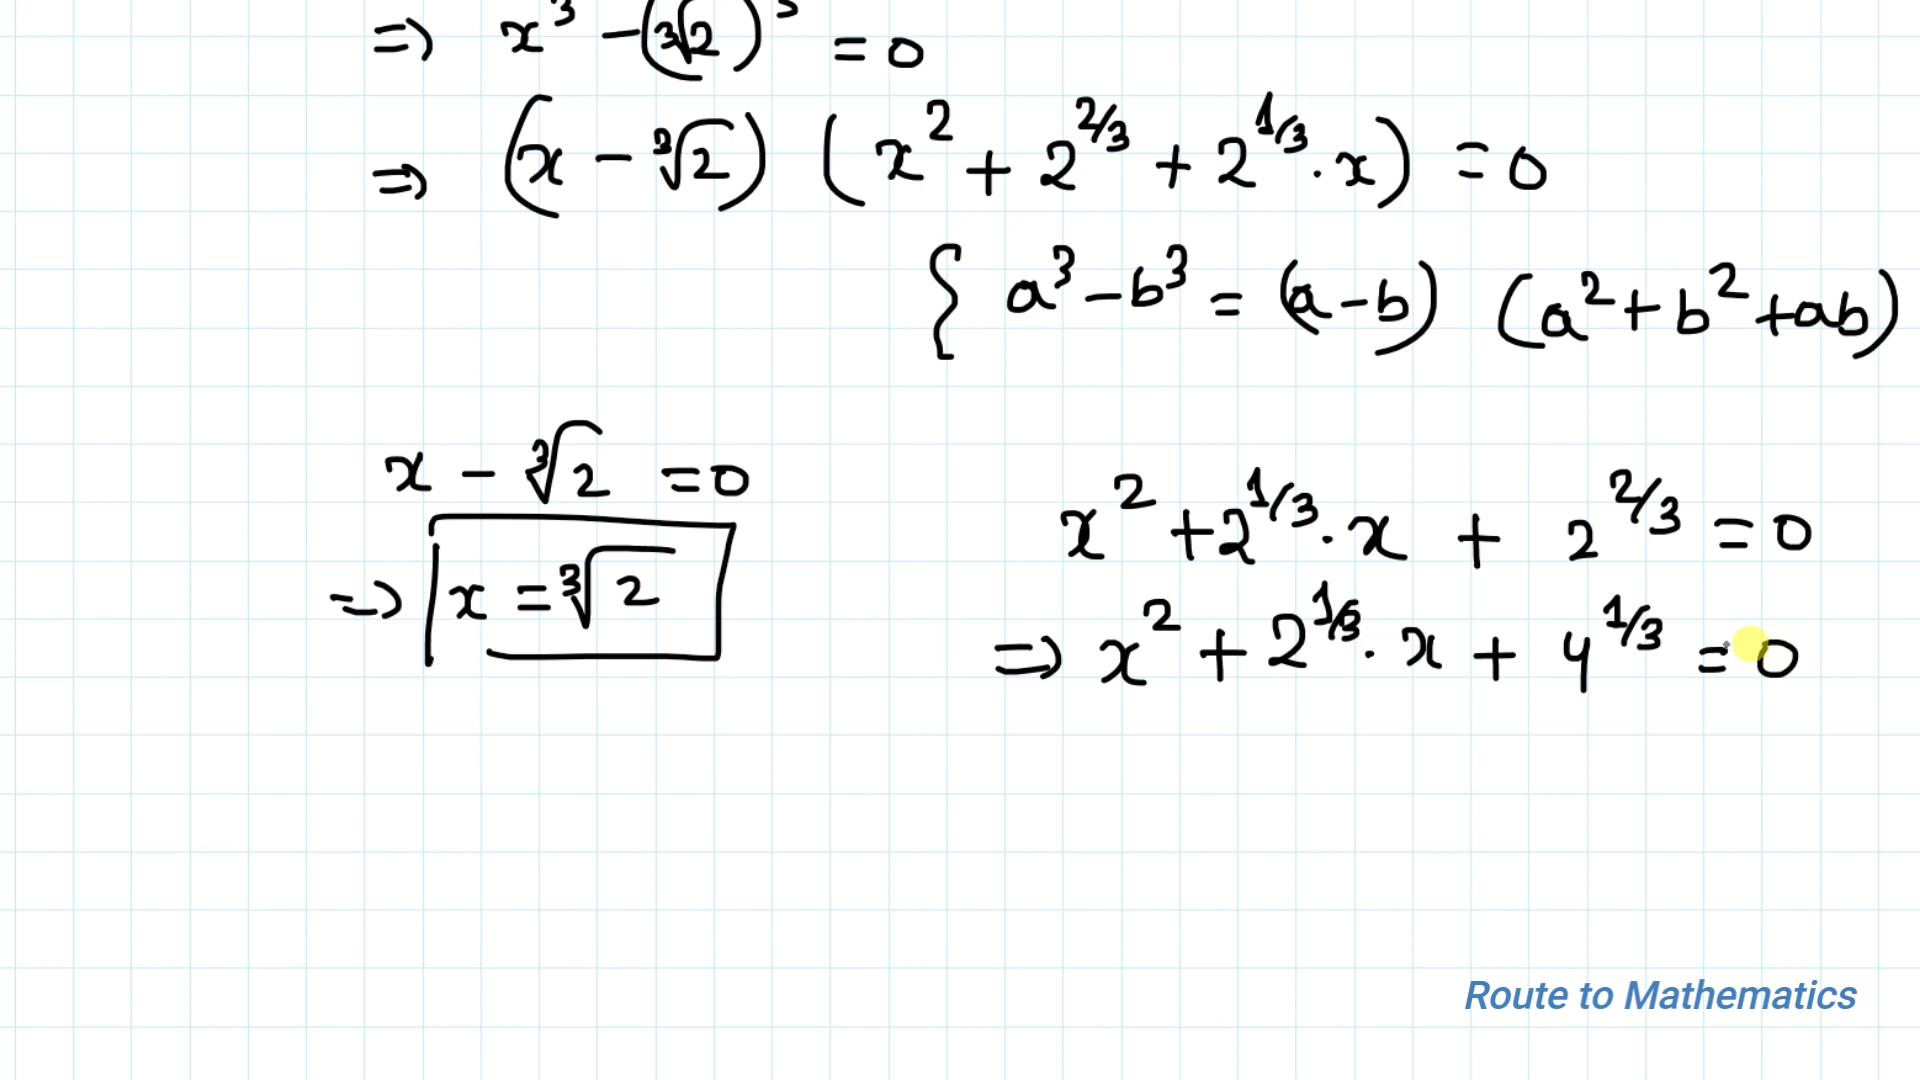 ⇒ x³ − (∛2)³ = 0
⇒ (x − ∛2) (x² + 2^{2/3} + 2^{1/3} · x) = 0
{ a³ − b³ = (a − b) (a² + b² + ab)
x − ∛2 = 0
⇒ x = ∛2
x² + 2^{1/3} · x + 2^{2/3} = 0
⇒ x² + 2^{1/3} · x + 4^{1/3} = 0
Route to Mathematics